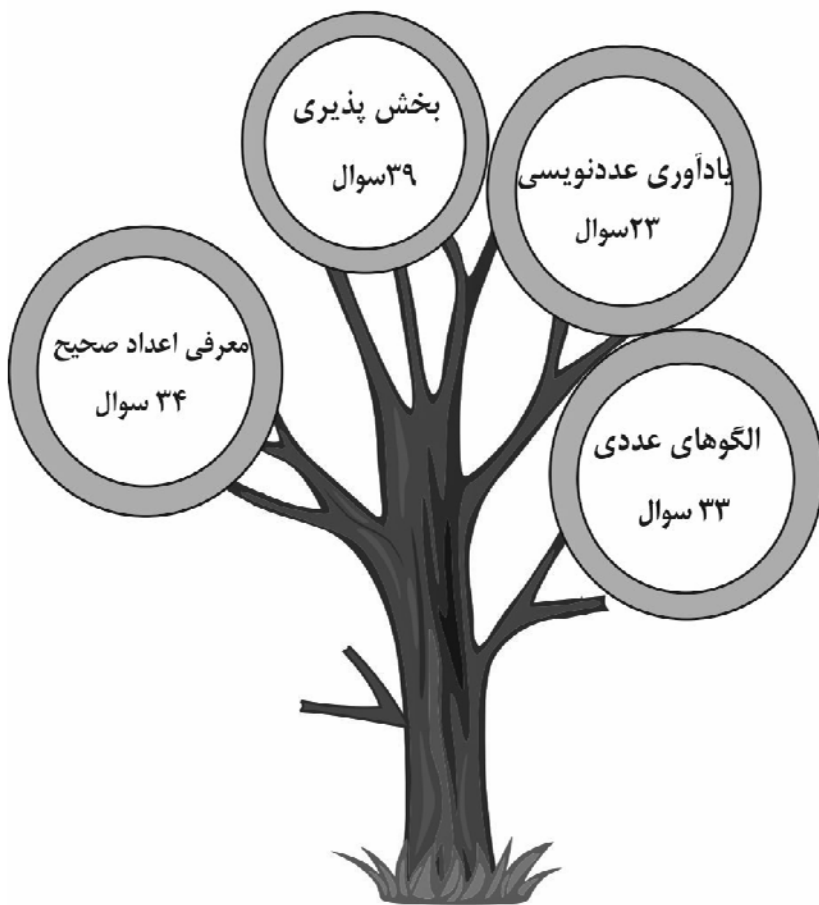 بخش پذیری
۳۹سوال
یادآوری عددنویسی
۲۳سوال
معرفی اعداد صحیح
۳۴ سوال
الگوهای عددی
۳۳ سوال